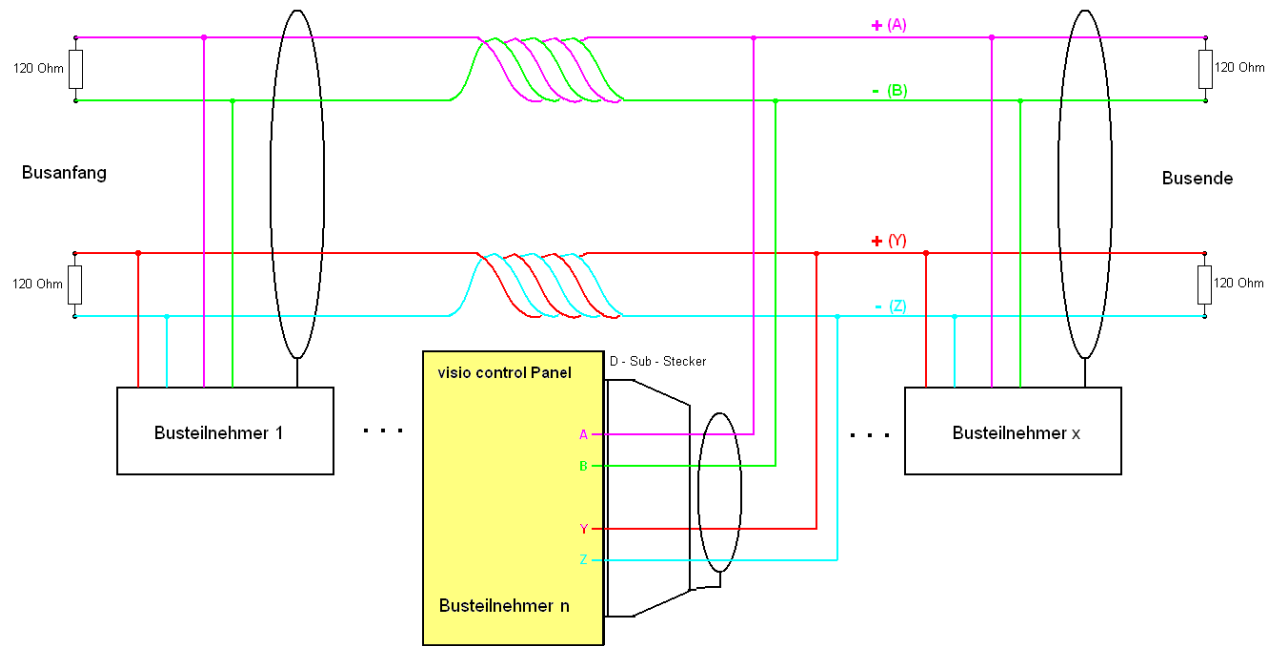 + (A)
120 Ohm
120 Ohm
- (B)
Busanfang
Busende
+ (Y)
120 Ohm
120 Ohm
- (Z)
visio control Panel
D - Sub - Stecker
Busteilnehmer 1
. . .
A
. . .
Busteilnehmer x
B
Y
Z
Busteilnehmer n